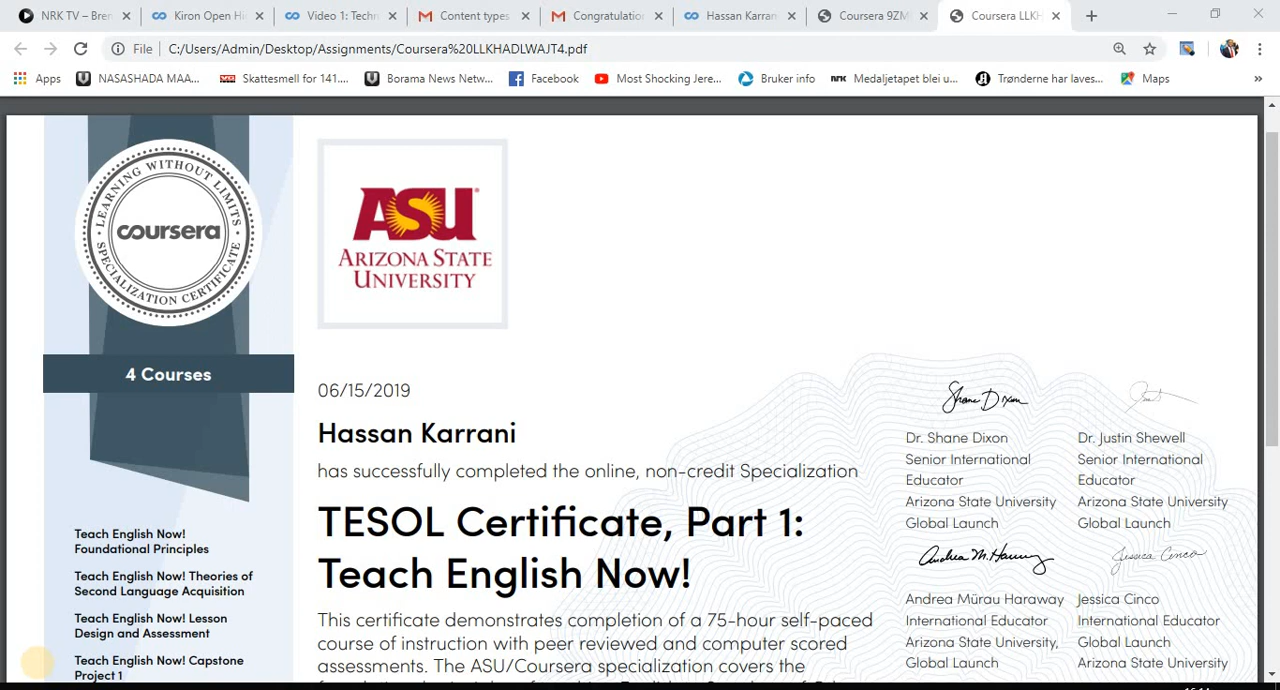 NRK TV – Bren
Kiron Open Hi
Video 1: Techn
Content types
Congratulation
Hassan Karran
Coursera 9ZM
Coursera LLKH
File
C:/Users/Admin/Desktop/Assignments/Coursera%20LLKHADLWAJT4.pdf
Apps
NASASHADA MAA...
Skattesmell for 141....
Borama News Netw...
Facebook
Most Shocking Jere...
Bruker info
nrk
Medaljetapet blei u...
Trønderne har laves...
Maps
»
LEARNING WITHOUT LIMITS
coursera
SPECIALIZATION CERTIFICATE
4 Courses
Teach English Now!
Foundational Principles
Teach English Now! Theories of
Second Language Acquisition
Teach English Now! Lesson
Design and Assessment
Teach English Now! Capstone
Project 1
ASU
ARIZONA STATE
UNIVERSITY
06/15/2019
Hassan Karrani
has successfully completed the online, non-credit Specialization
TESOL Certificate, Part 1:
Teach English Now!
This certificate demonstrates completion of a 75-hour self-paced
course of instruction with peer reviewed and computer scored
assessments. The ASU/Coursera specialization covers the
Shane Dixon
Dr. Shane Dixon
Senior International
Educator
Arizona State University
Global Launch
Dr. Justin Shewell
Senior International
Educator
Arizona State University
Global Launch
Andrea M. Haraway
Andrea Mürau Haraway
International Educator
Arizona State University,
Global Launch
Jessica Cinco
Jessica Cinco
International Educator
Global Launch
Arizona State University